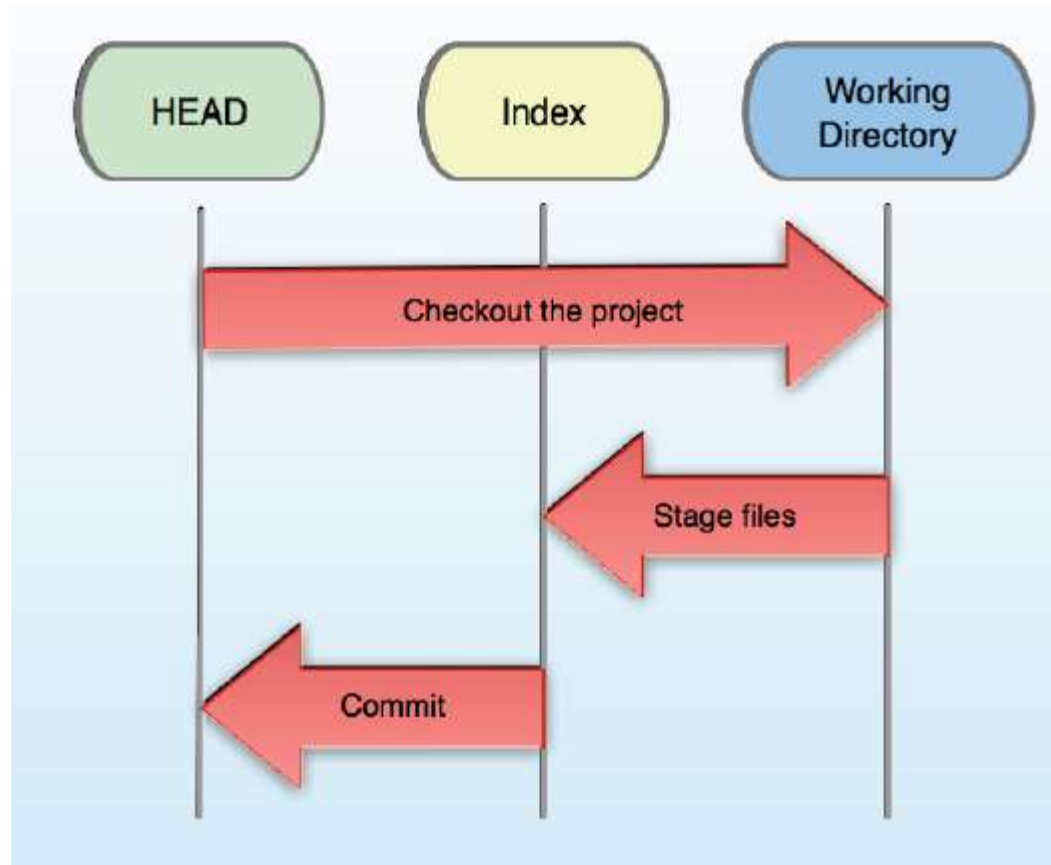 HEAD
Index
Working
Directory
Checkout the project
Stage files
Commit